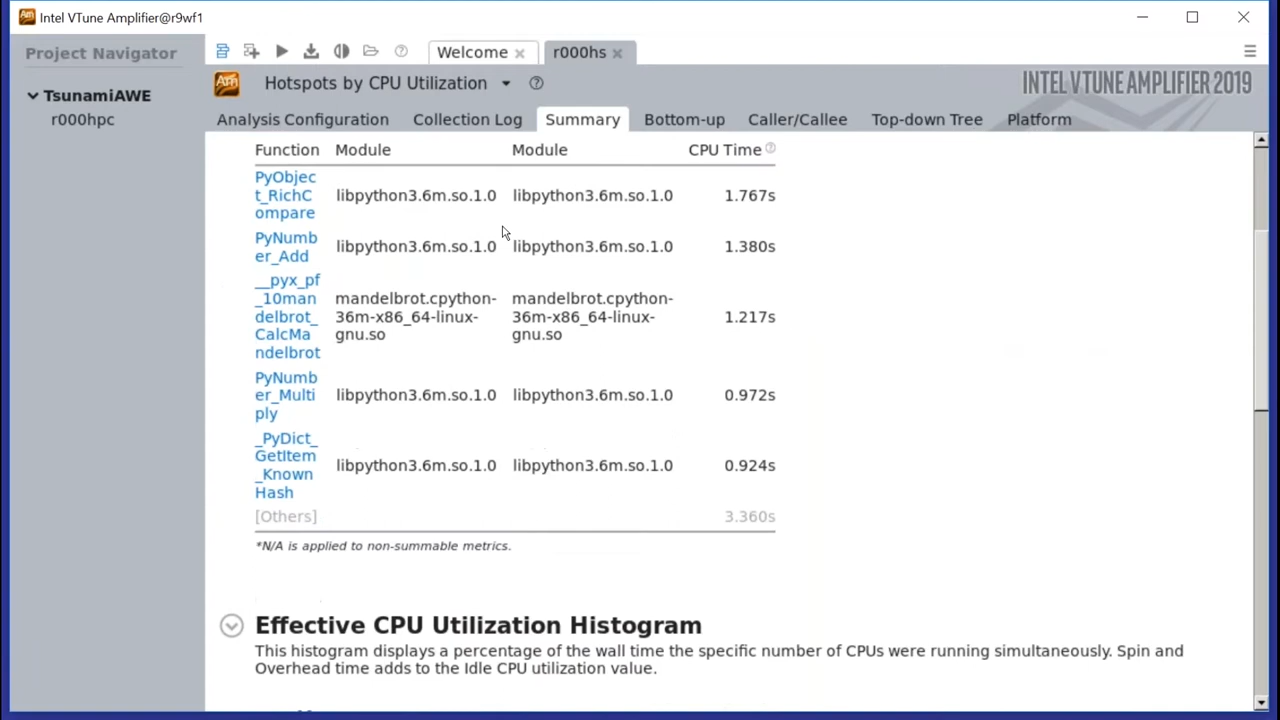 Intel VTune Amplifier@r9wf1
Project Navigator
Welcome
r000hs
TsunamiAWE
r000hpc
Am
Hotspots by CPU Utilization
INTEL VTUNE AMPLIFIER 2019
Analysis Configuration Collection Log Summary Bottom-up Caller/Callee Top-down Tree Platform
Function Module Module CPU Time
PyObjec
t_RichC
ompare
libpython3.6m.so.1.0 libpython3.6m.so.1.0 1.767s
PyNumb
er_Add
libpython3.6m.so.1.0 libpython3.6m.so.1.0 1.380s
__pyx_pf
_10man
delbrot_
CalcMa
ndelbrot
mandelbrot.cpython-
36m-x86_64-linux-
gnu.so
mandelbrot.cpython-
36m-x86_64-linux-
gnu.so
1.217s
PyNumb
er_Multi
ply
libpython3.6m.so.1.0 libpython3.6m.so.1.0 0.972s
_PyDict_
GetItem
_Known
Hash
libpython3.6m.so.1.0 libpython3.6m.so.1.0 0.924s
[Others] 3.360s
*N/A is applied to non-summable metrics.
Effective CPU Utilization Histogram
This histogram displays a percentage of the wall time the specific number of CPUs were running simultaneously. Spin and
Overhead time adds to the Idle CPU utilization value.